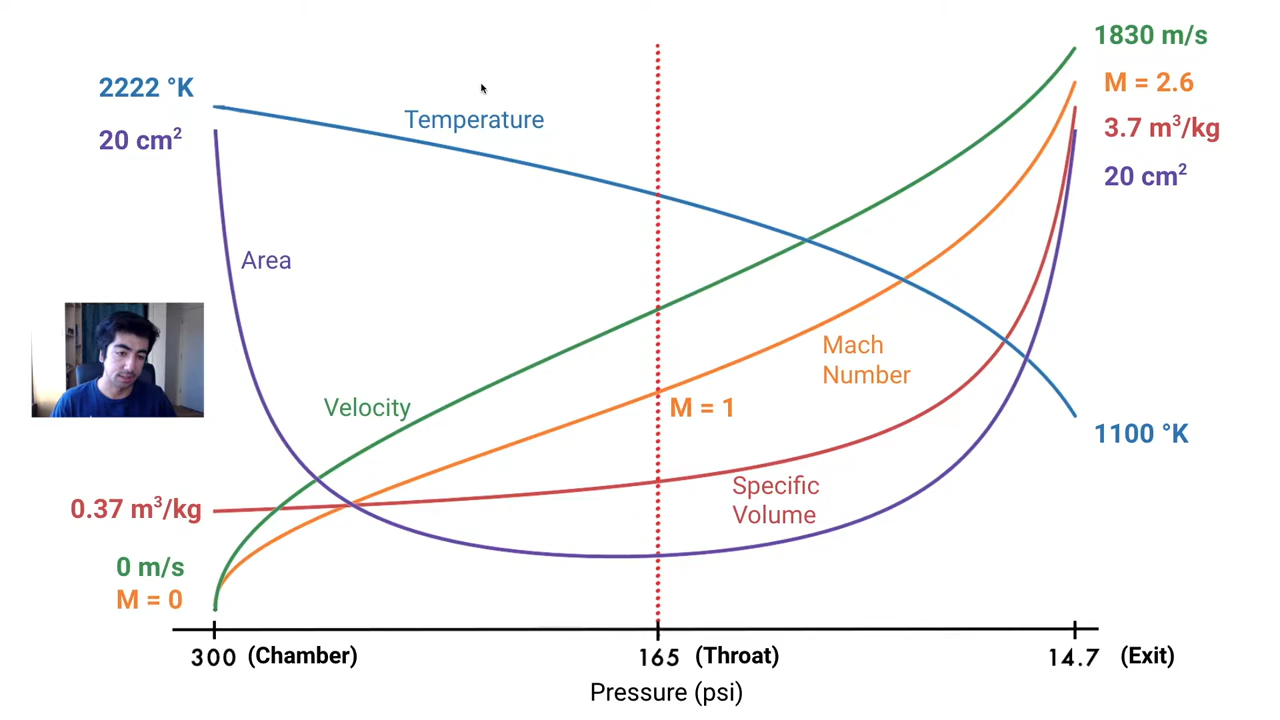 1830 m/s
2222 °K
M = 2.6
Temperature
3.7 m³/kg
20 cm²
20 cm²
Area
Mach
Number
Velocity
M = 1
1100 °K
Specific
Volume
0.37 m³/kg
0 m/s
M = 0
300 (Chamber)
165 (Throat)
14.7 (Exit)
Pressure (psi)